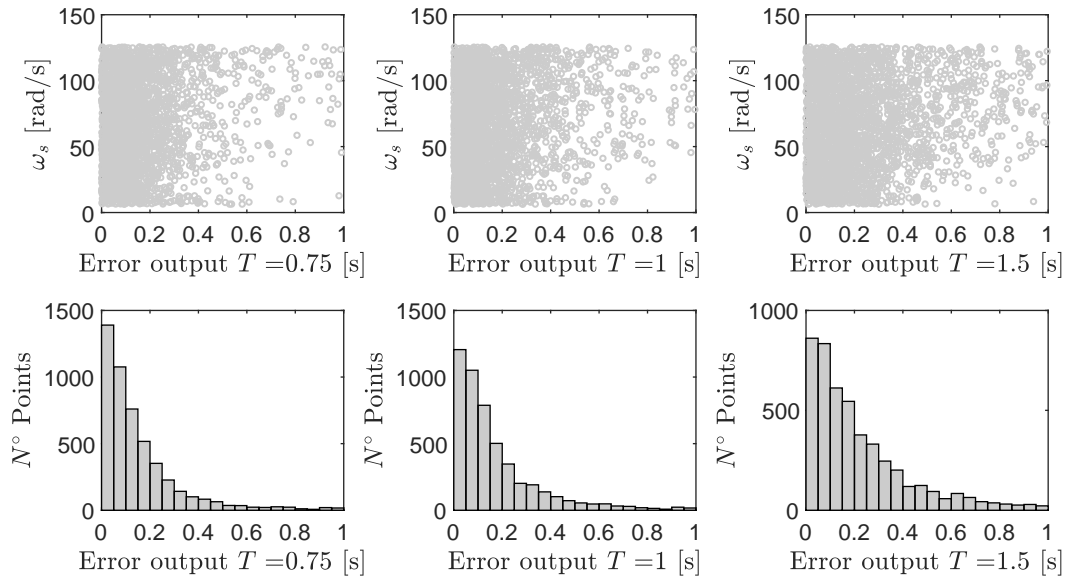 150
100
50
0
ω_s [rad/s]
0 0.2 0.4 0.6 0.8 1
Error output T =0.75 [s]
150
100
50
0
ω_s [rad/s]
0 0.2 0.4 0.6 0.8 1
Error output T =1 [s]
150
100
50
0
ω_s [rad/s]
0 0.2 0.4 0.6 0.8 1
Error output T =1.5 [s]
1500
1000
500
0
N° Points
0 0.2 0.4 0.6 0.8 1
Error output T =0.75 [s]
1500
1000
500
0
N° Points
0 0.2 0.4 0.6 0.8 1
Error output T =1 [s]
1000
500
0
N° Points
0 0.2 0.4 0.6 0.8 1
Error output T =1.5 [s]